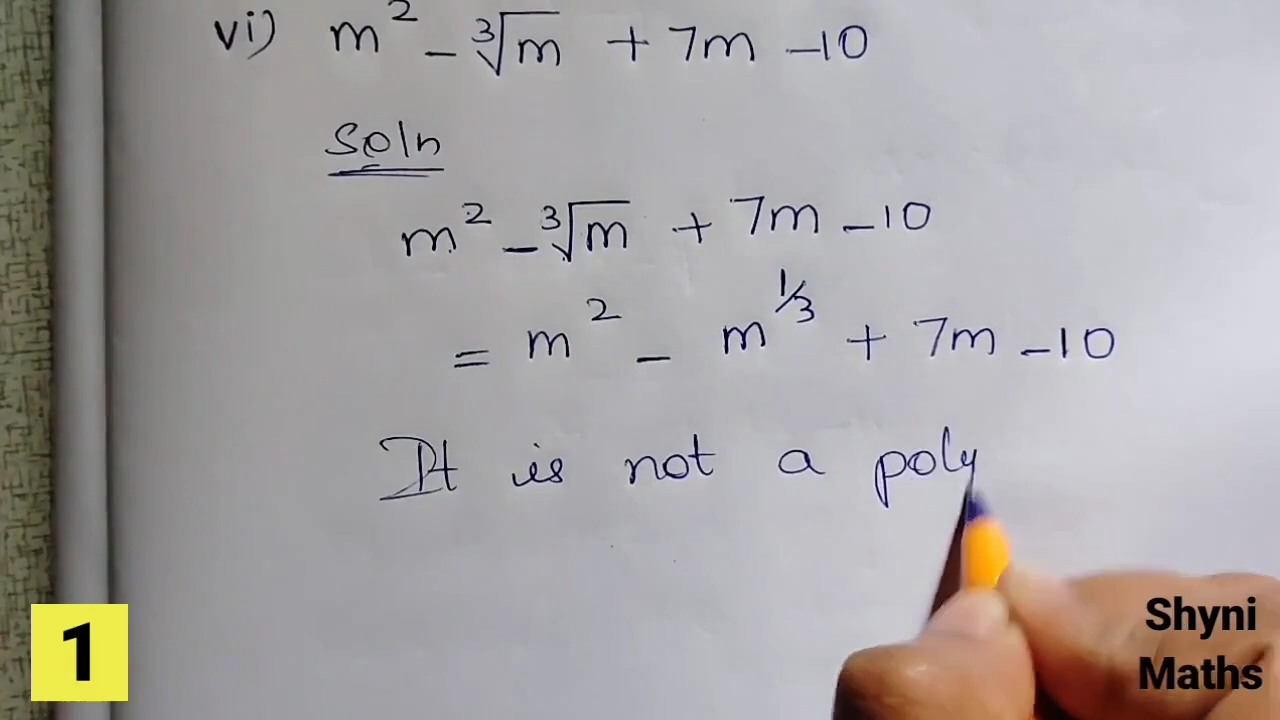 vi) m² - ∛m + 7m - 10
Soln
m² - ∛m + 7m - 10
= m² - m^⅓ + 7m - 10
It is not a poly
1
Shyni
Maths